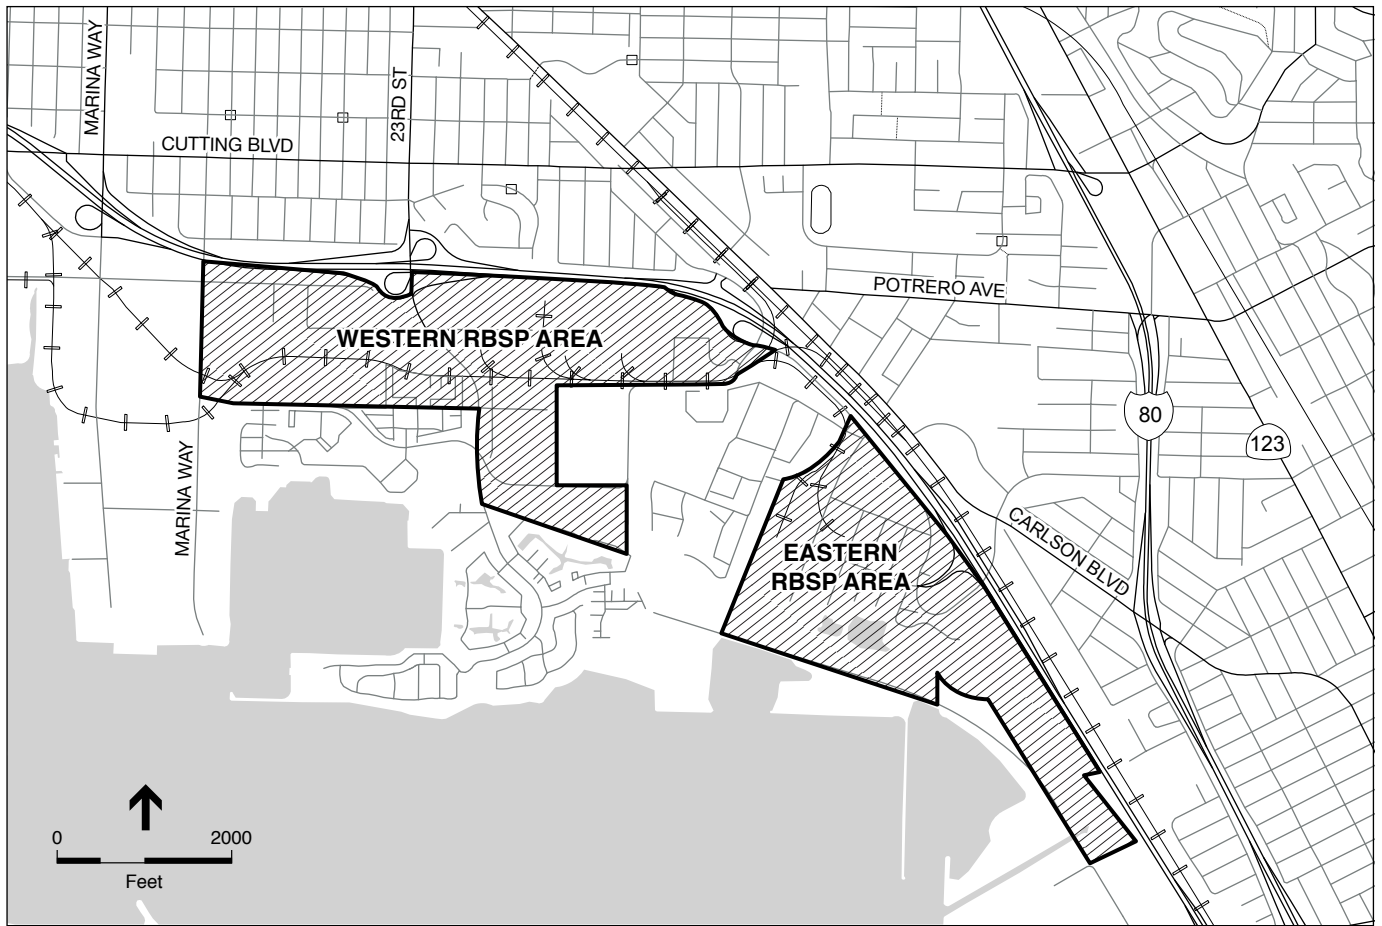 MARINA WAY
23RD ST
CUTTING BLVD
POTRERO AVE
WESTERN RBSP AREA
80
123
MARINA WAY
CARLSON BLVD
EASTERN
RBSP AREA
0 2000
Feet